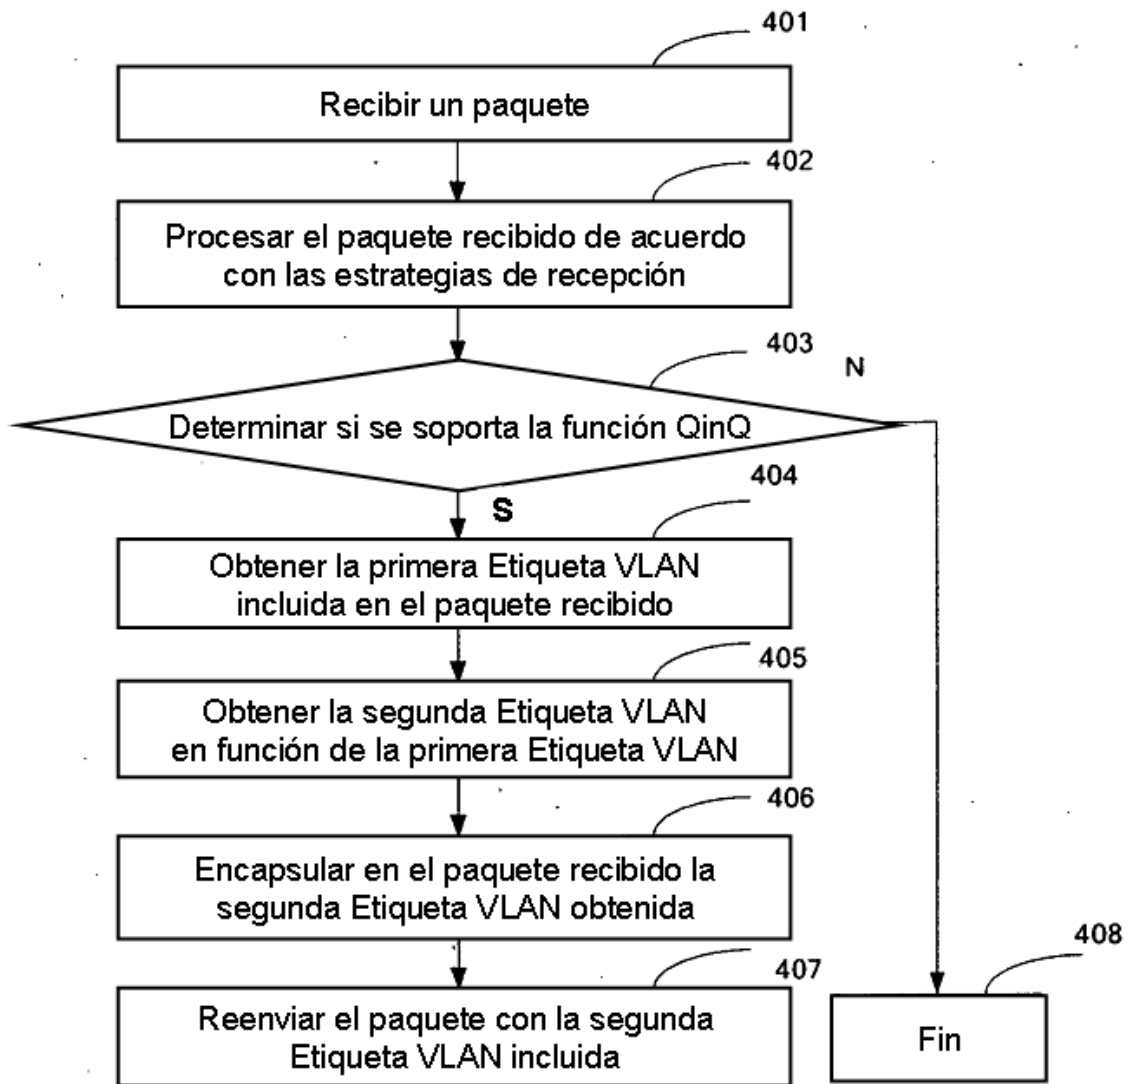 401
Recibir un paquete
402
Procesar el paquete recibido de acuerdo
con las estrategias de recepción
403
N
Determinar si se soporta la función QinQ
S
404
Obtener la primera Etiqueta VLAN
incluida en el paquete recibido
405
Obtener la segunda Etiqueta VLAN
en función de la primera Etiqueta VLAN
406
Encapsular en el paquete recibido la
segunda Etiqueta VLAN obtenida
407
Reenviar el paquete con la segunda
Etiqueta VLAN incluida
408
Fin